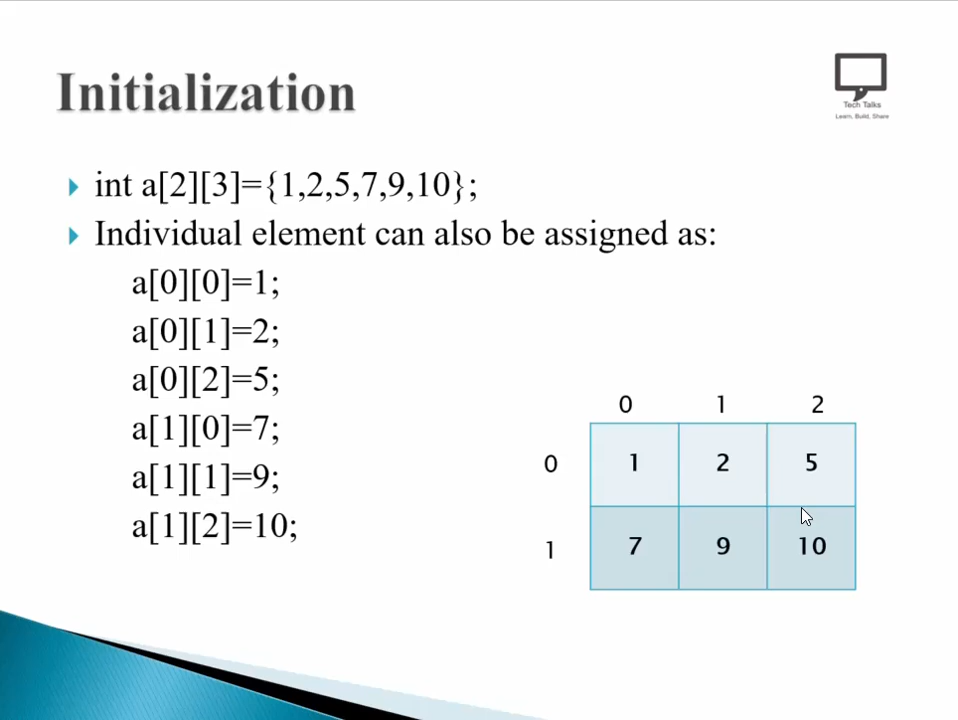 Initialization
Tech Talks
Learn, Build, Share
int a[2][3]={1,2,5,7,9,10};
Individual element can also be assigned as:
a[0][0]=1;
a[0][1]=2;
a[0][2]=5;
a[1][0]=7;
a[1][1]=9;
a[1][2]=10;
0 1 2
0 1 2 5
1 7 9 10